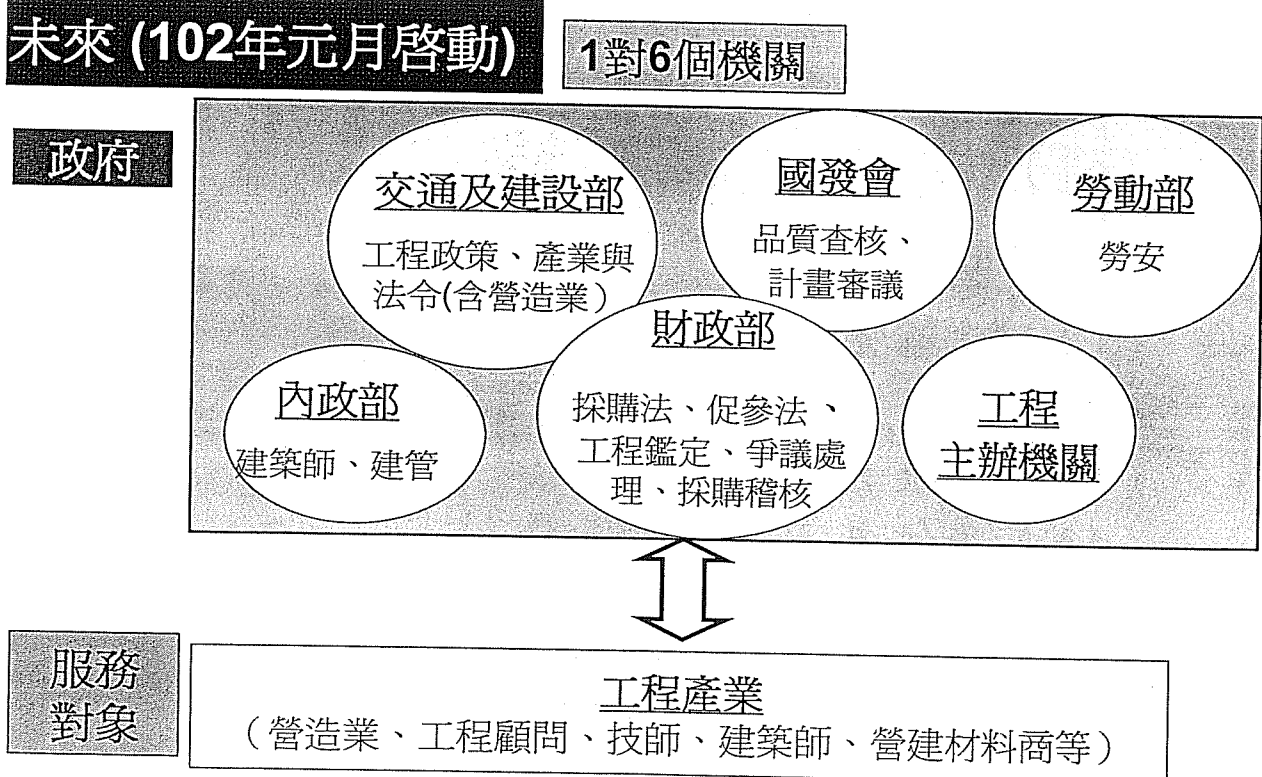 未來 (102年元月啓動)
1對6個機關
政府
交通及建設部
工程政策、產業與
法令(含營造業）
國發會
品質查核、
計畫審議
勞動部
勞安
內政部
建築師、建管
財政部
採購法、促參法、
工程鑑定、爭議處
理、採購稽核
工程
主辦機關
服務
對象
工程產業
（營造業、工程顧問、技師、建築師、營建材料商等）